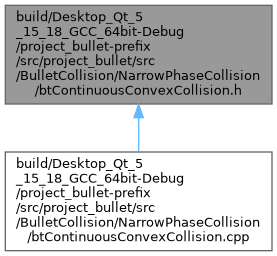 build/Desktop_Qt_5
_15_18_GCC_64bit-Debug
/project_bullet-prefix
/src/project_bullet/src
/BulletCollision/NarrowPhaseCollision
/btContinuousConvexCollision.h
build/Desktop_Qt_5
_15_18_GCC_64bit-Debug
/project_bullet-prefix
/src/project_bullet/src
/BulletCollision/NarrowPhaseCollision
/btContinuousConvexCollision.cpp